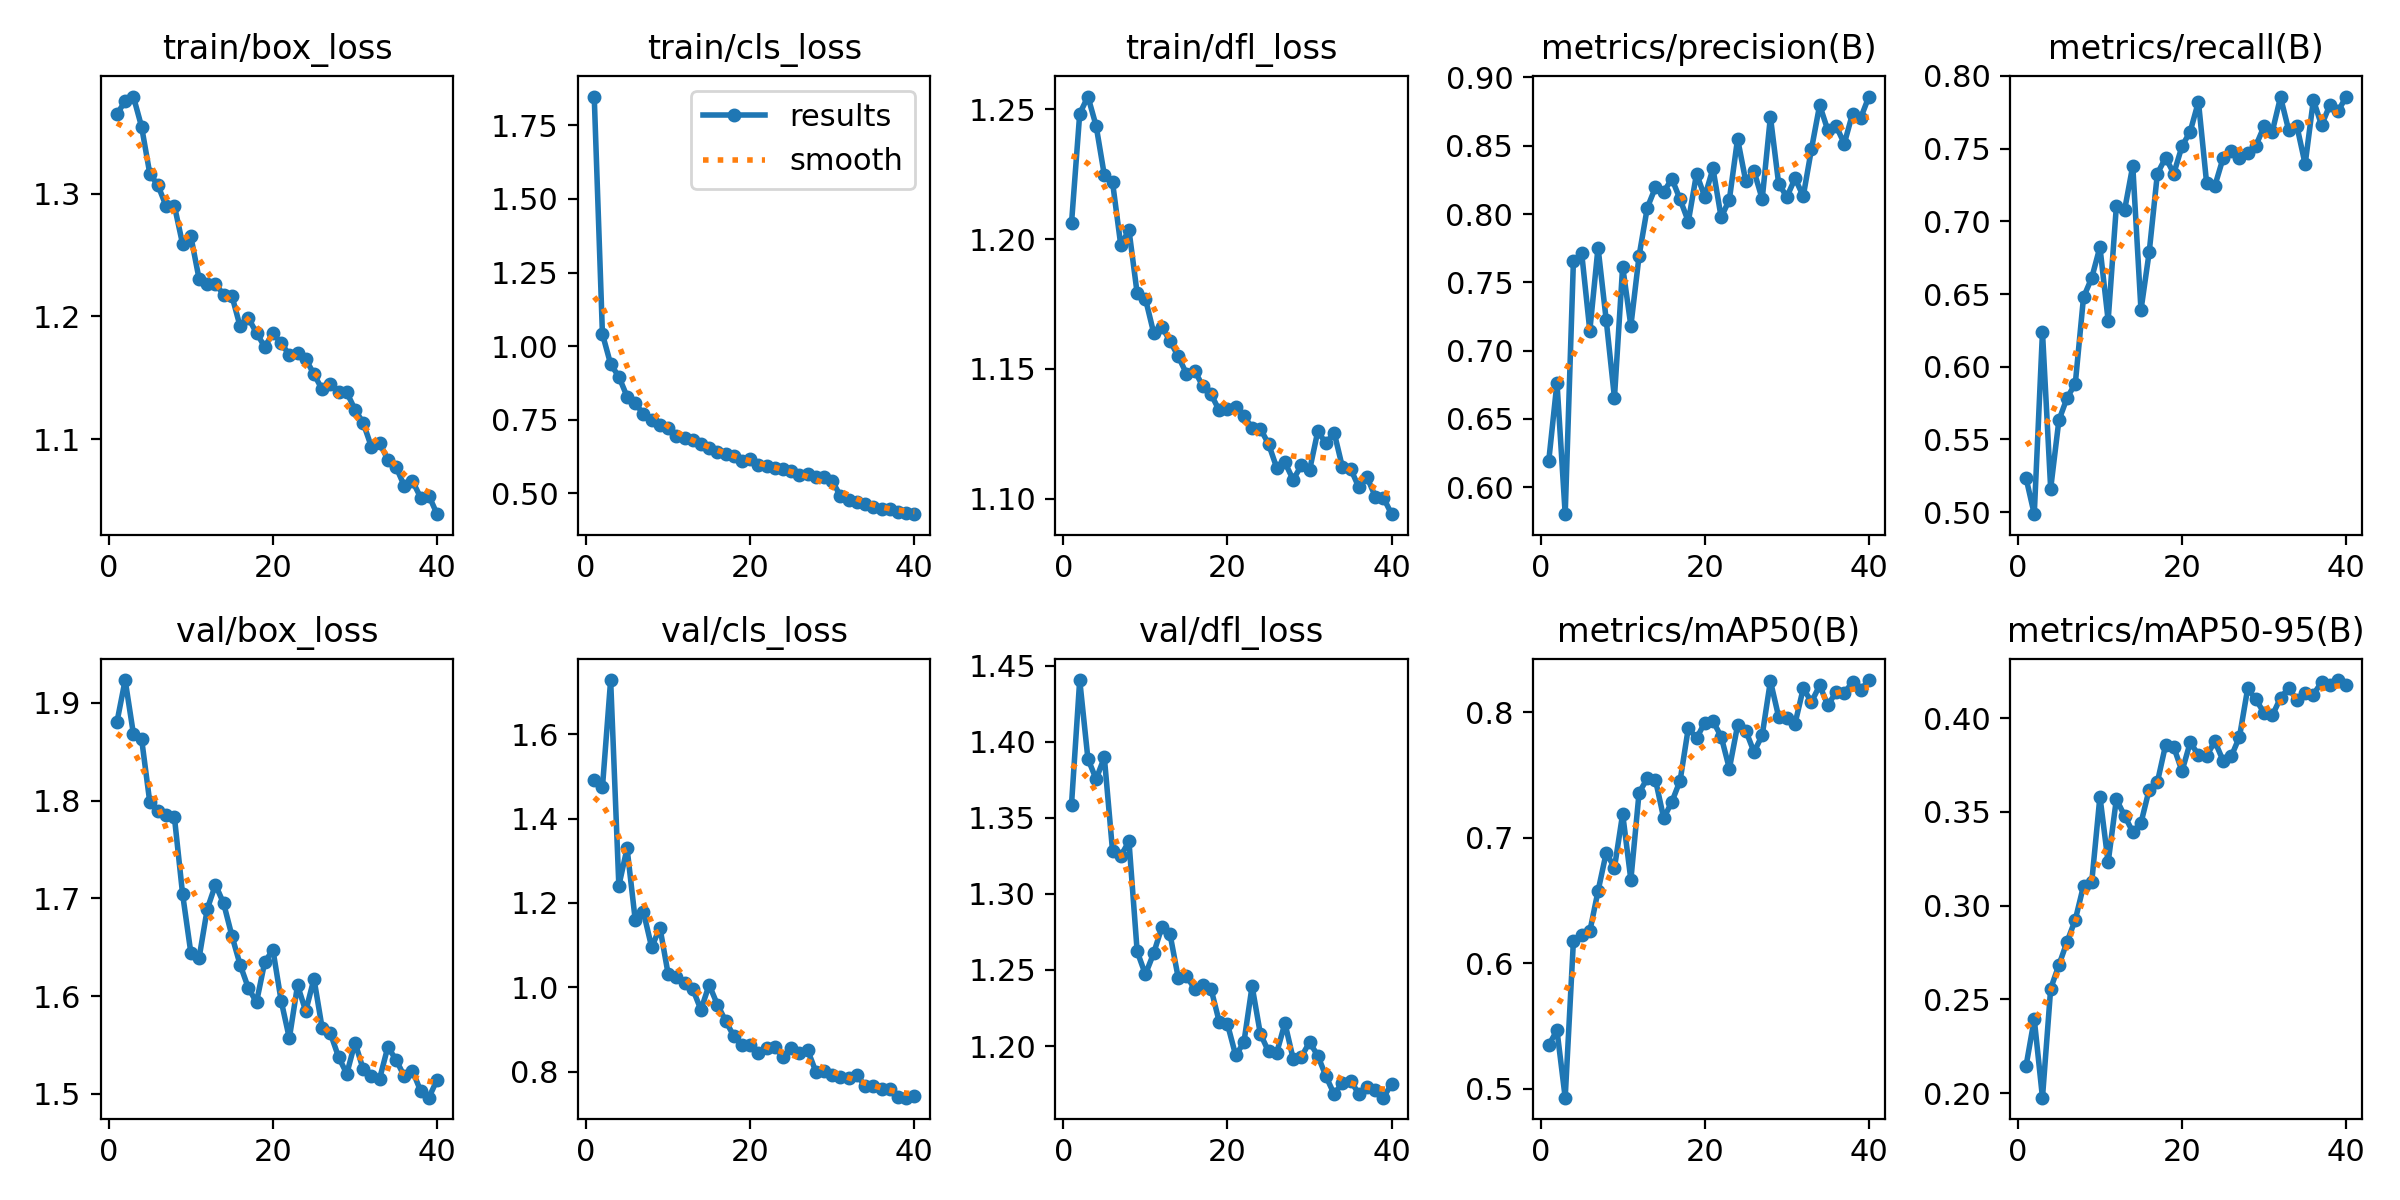 train/box_loss
1.3
1.2
1.1
0 20 40
train/cls_loss
results
smooth
1.75
1.50
1.25
1.00
0.75
0.50
0 20 40
train/dfl_loss
1.25
1.20
1.15
1.10
0 20 40
metrics/precision(B)
0.90
0.85
0.80
0.75
0.70
0.65
0.60
0 20 40
metrics/recall(B)
0.80
0.75
0.70
0.65
0.60
0.55
0.50
0 20 40
val/box_loss
1.9
1.8
1.7
1.6
1.5
0 20 40
val/cls_loss
1.6
1.4
1.2
1.0
0.8
0 20 40
val/dfl_loss
1.45
1.40
1.35
1.30
1.25
1.20
0 20 40
metrics/mAP50(B)
0.8
0.7
0.6
0.5
0 20 40
metrics/mAP50-95(B)
0.40
0.35
0.30
0.25
0.20
0 20 40